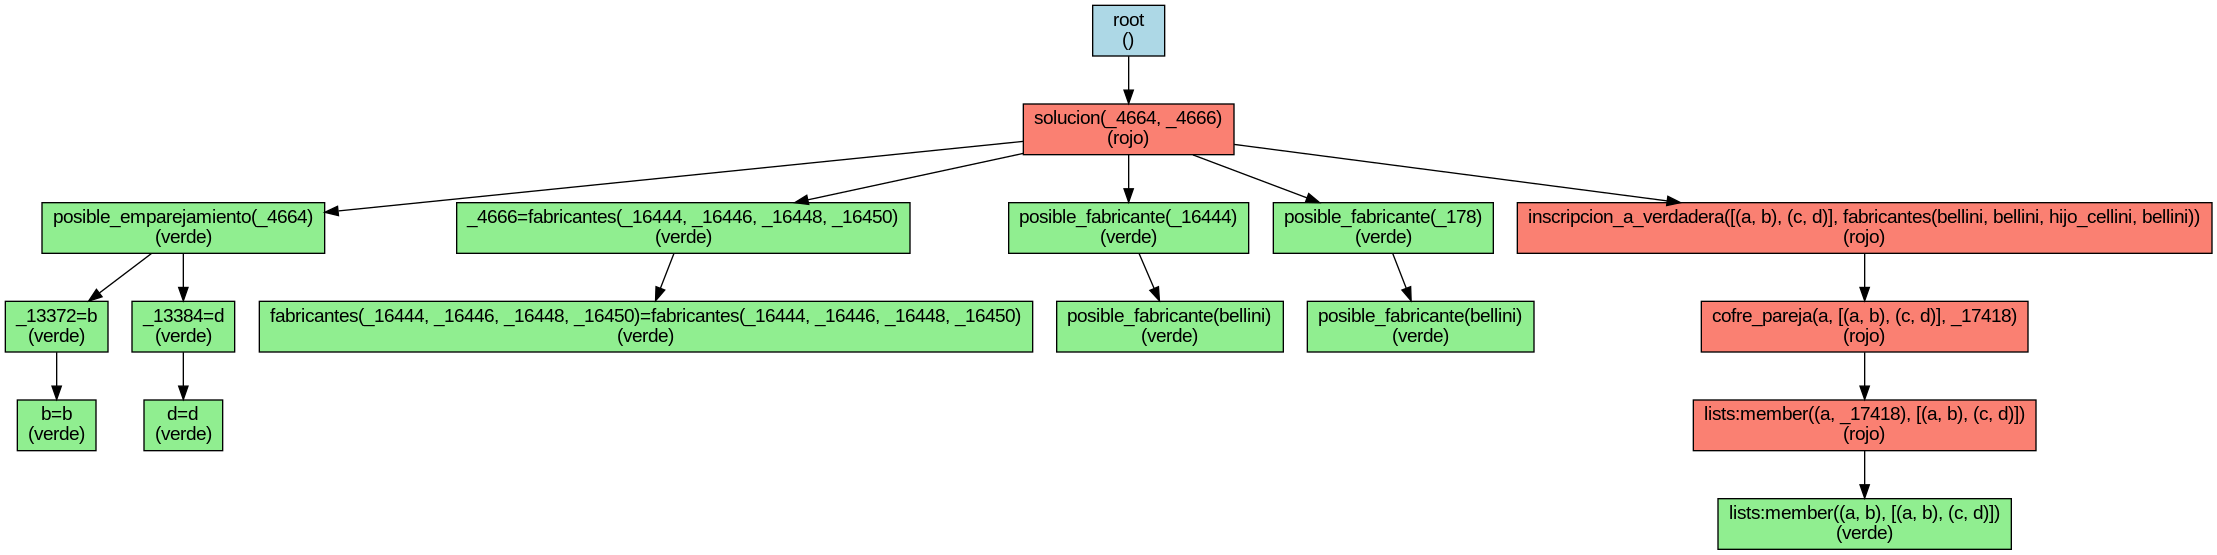 root
()
solucion(_4664, _4666)
(rojo)
posible_emparejamiento(_4664)
(verde)
_4666=fabricantes(_16444, _16446, _16448, _16450)
(verde)
posible_fabricante(_16444)
(verde)
posible_fabricante(_178)
(verde)
inscripcion_a_verdadera([(a, b), (c, d)], fabricantes(bellini, bellini, hijo_cellini, bellini))
(rojo)
_13372=b
(verde)
_13384=d
(verde)
fabricantes(_16444, _16446, _16448, _16450)=fabricantes(_16444, _16446, _16448, _16450)
(verde)
posible_fabricante(bellini)
(verde)
posible_fabricante(bellini)
(verde)
cofre_pareja(a, [(a, b), (c, d)], _17418)
(rojo)
b=b
(verde)
d=d
(verde)
lists:member((a, _17418), [(a, b), (c, d)])
(rojo)
lists:member((a, b), [(a, b), (c, d)])
(verde)